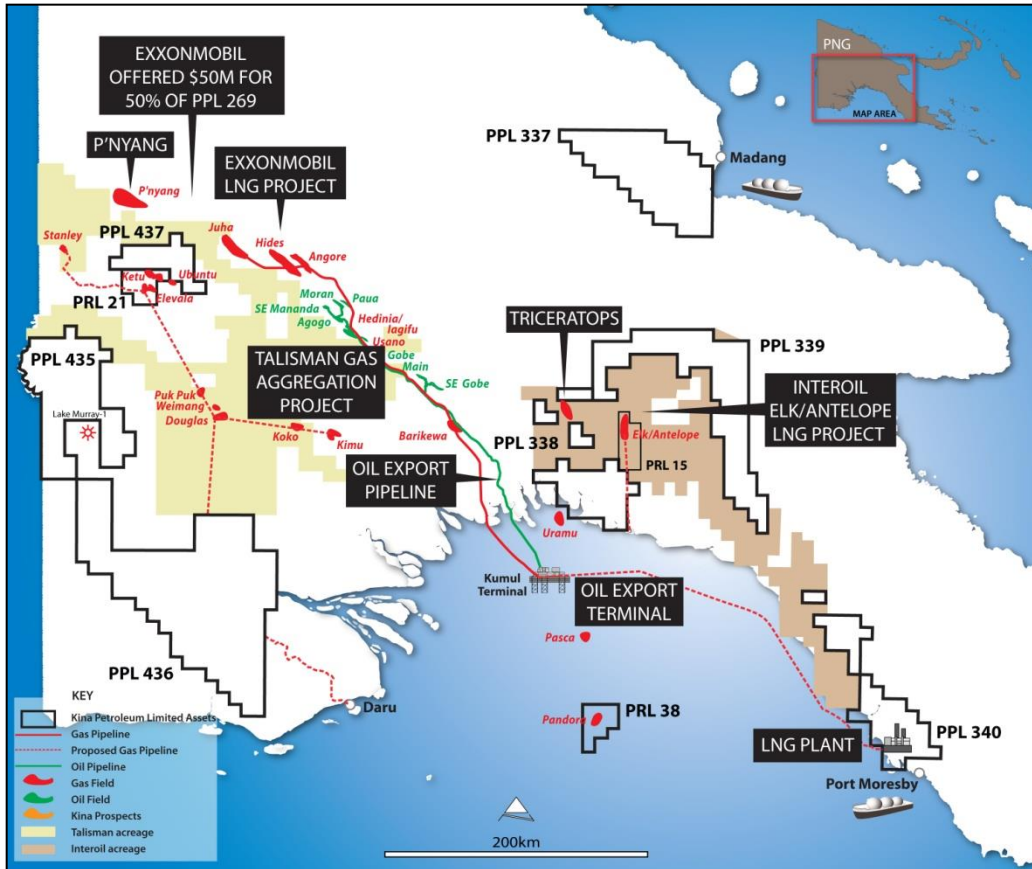 EXXONMOBIL
OFFERED $50M FOR
50% OF PPL 269
PNG
MAP AREA
P'NYANG
EXXONMOBIL
LNG PROJECT
PPL 337
Madang
P'nyang
Stanley
PPL 437
Juha
Hides
Angore
Ketu
Ubuntu
Elevala
PRL 21
Moran
Paua
SE Mananda
Agogo
Hedinia/
Iagifu
Usano
Gobe
Main
SE Gobe
TRICERATOPS
PPL 339
PPL 435
TALISMAN GAS
AGGREGATION
PROJECT
INTEROIL
ELK/ANTELOPE
LNG PROJECT
Puk Puk
Weimang
Douglas
Lake Murray-1
Koko
Kimu
Barikewa
PPL 338
Elk/Antelope
PRL 15
OIL EXPORT
PIPELINE
Uramu
Kumul
Terminal
OIL EXPORT
TERMINAL
Pasca
PPL 436
Daru
Pandora
PRL 38
LNG PLANT
PPL 340
Port Moresby
KEY
Kina Petroleum Limited Assets
Gas Pipeline
Proposed Gas Pipeline
Oil Pipeline
Gas Field
Oil Field
Kina Prospects
Talisman acreage
Interoil acreage
200km